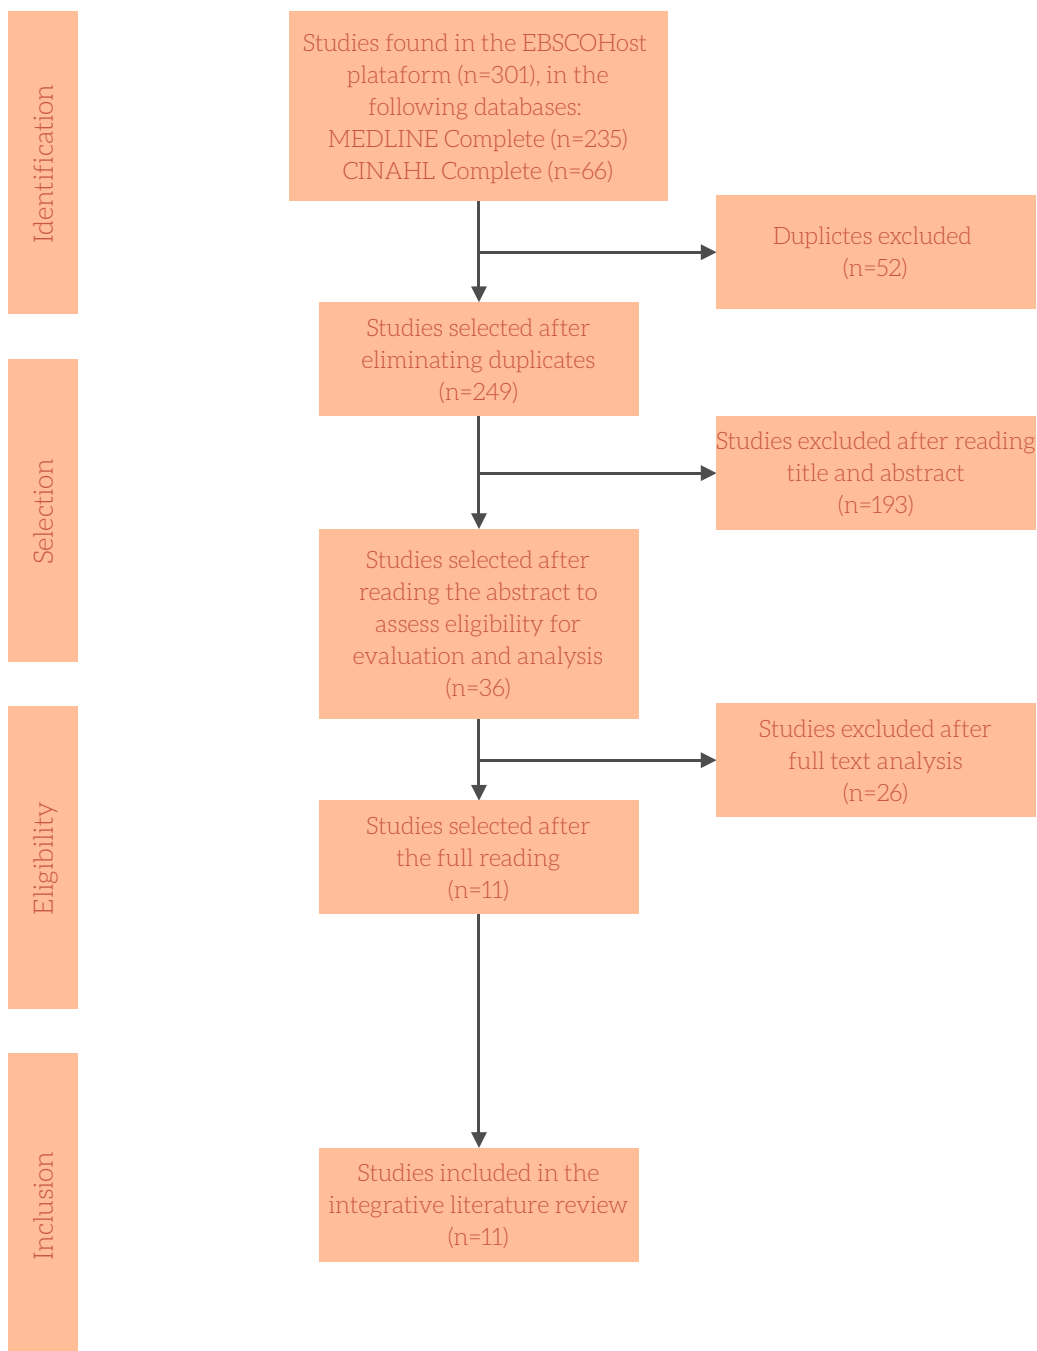 Identification
Studies found in the EBSCOHost
plataform (n=301), in the
following databases:
MEDLINE Complete (n=235)
CINAHL Complete (n=66)
Duplictes excluded
(n=52)
Studies selected after
eliminating duplicates
(n=249)
Selection
Studies excluded after reading
title and abstract
(n=193)
Studies selected after
reading the abstract to
assess eligibility for
evaluation and analysis
(n=36)
Eligibility
Studies excluded after
full text analysis
(n=26)
Studies selected after
the full reading
(n=11)
Inclusion
Studies included in the
integrative literature review
(n=11)